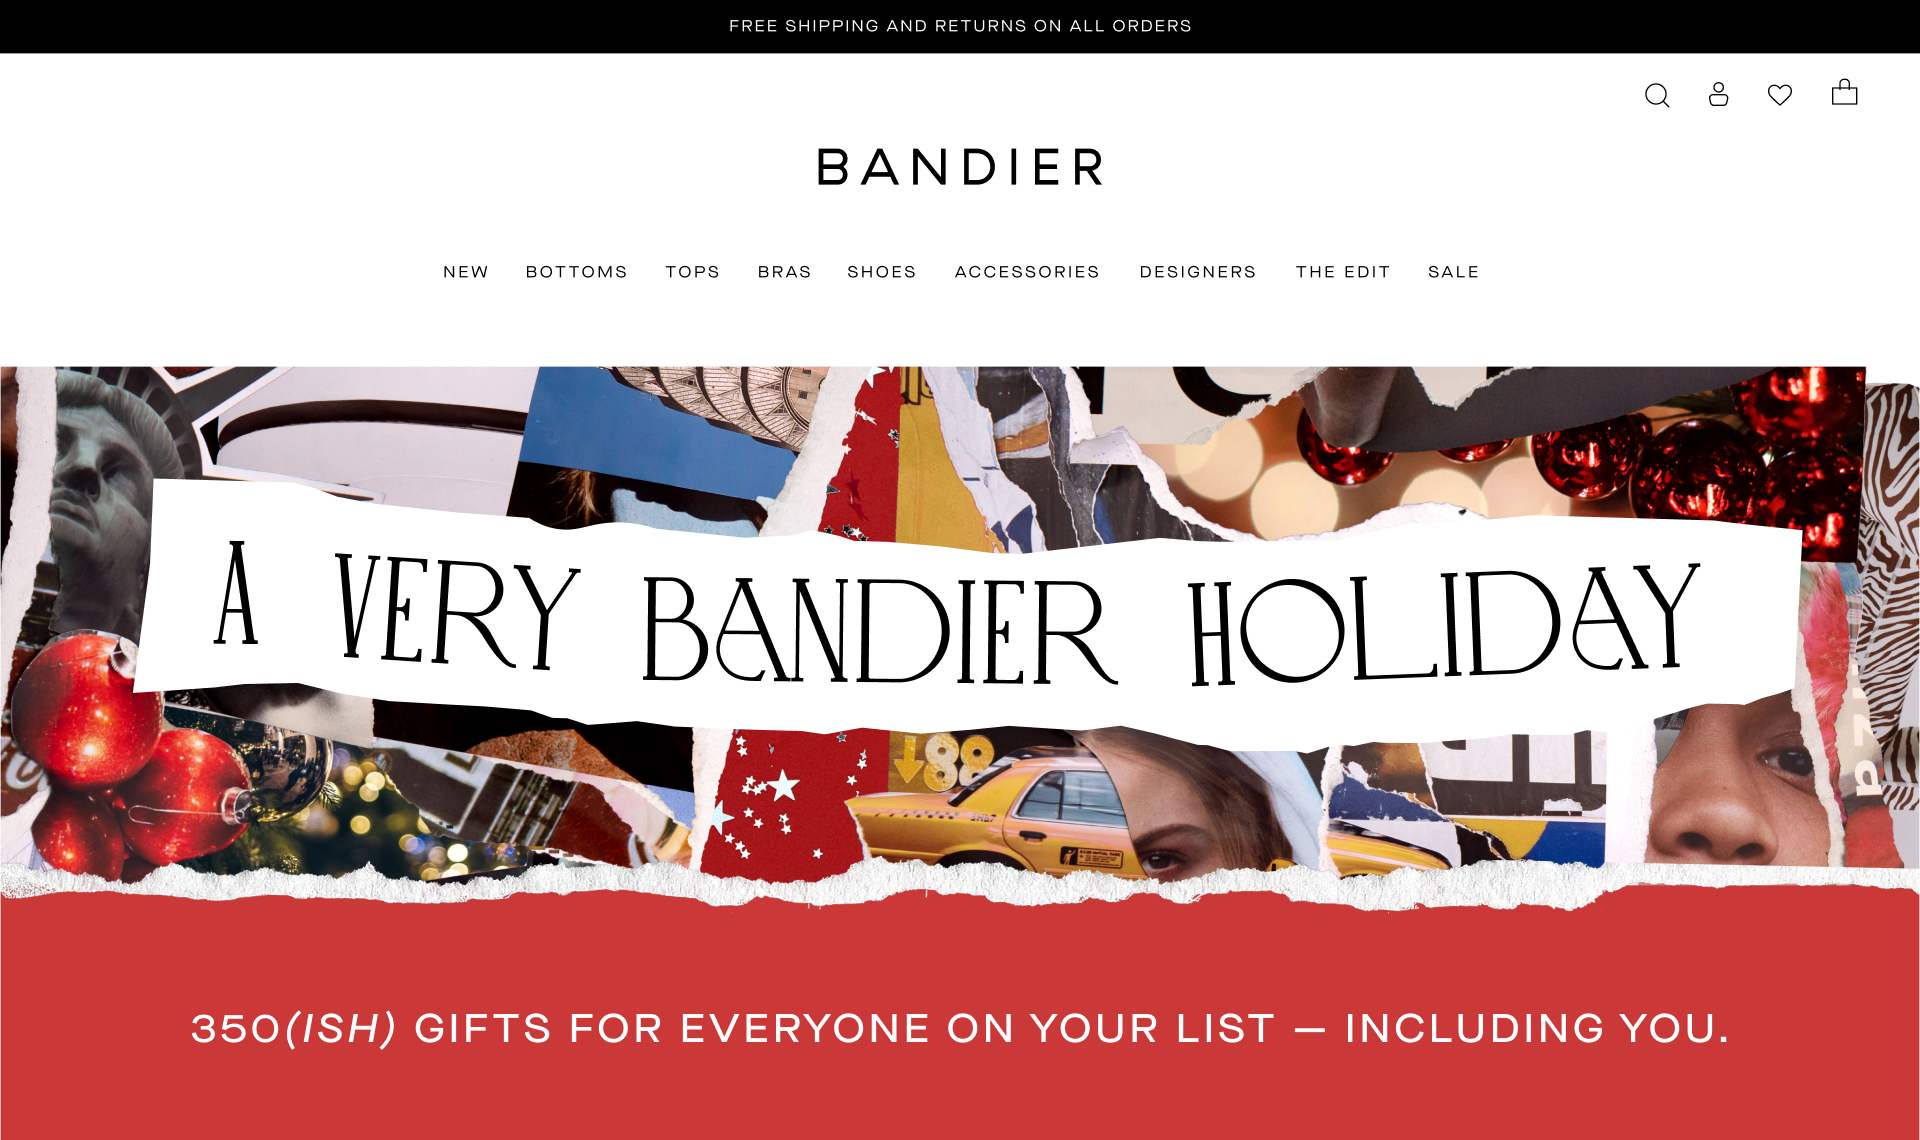 FREE SHIPPING AND RETURNS ON ALL ORDERS
BANDIER
NEW BOTTOMS TOPS BRAS SHOES ACCESSORIES DESIGNERS THE EDIT SALE
A VERY BANDIER HOLIDAY
88
350(ISH) GIFTS FOR EVERYONE ON YOUR LIST — INCLUDING YOU.